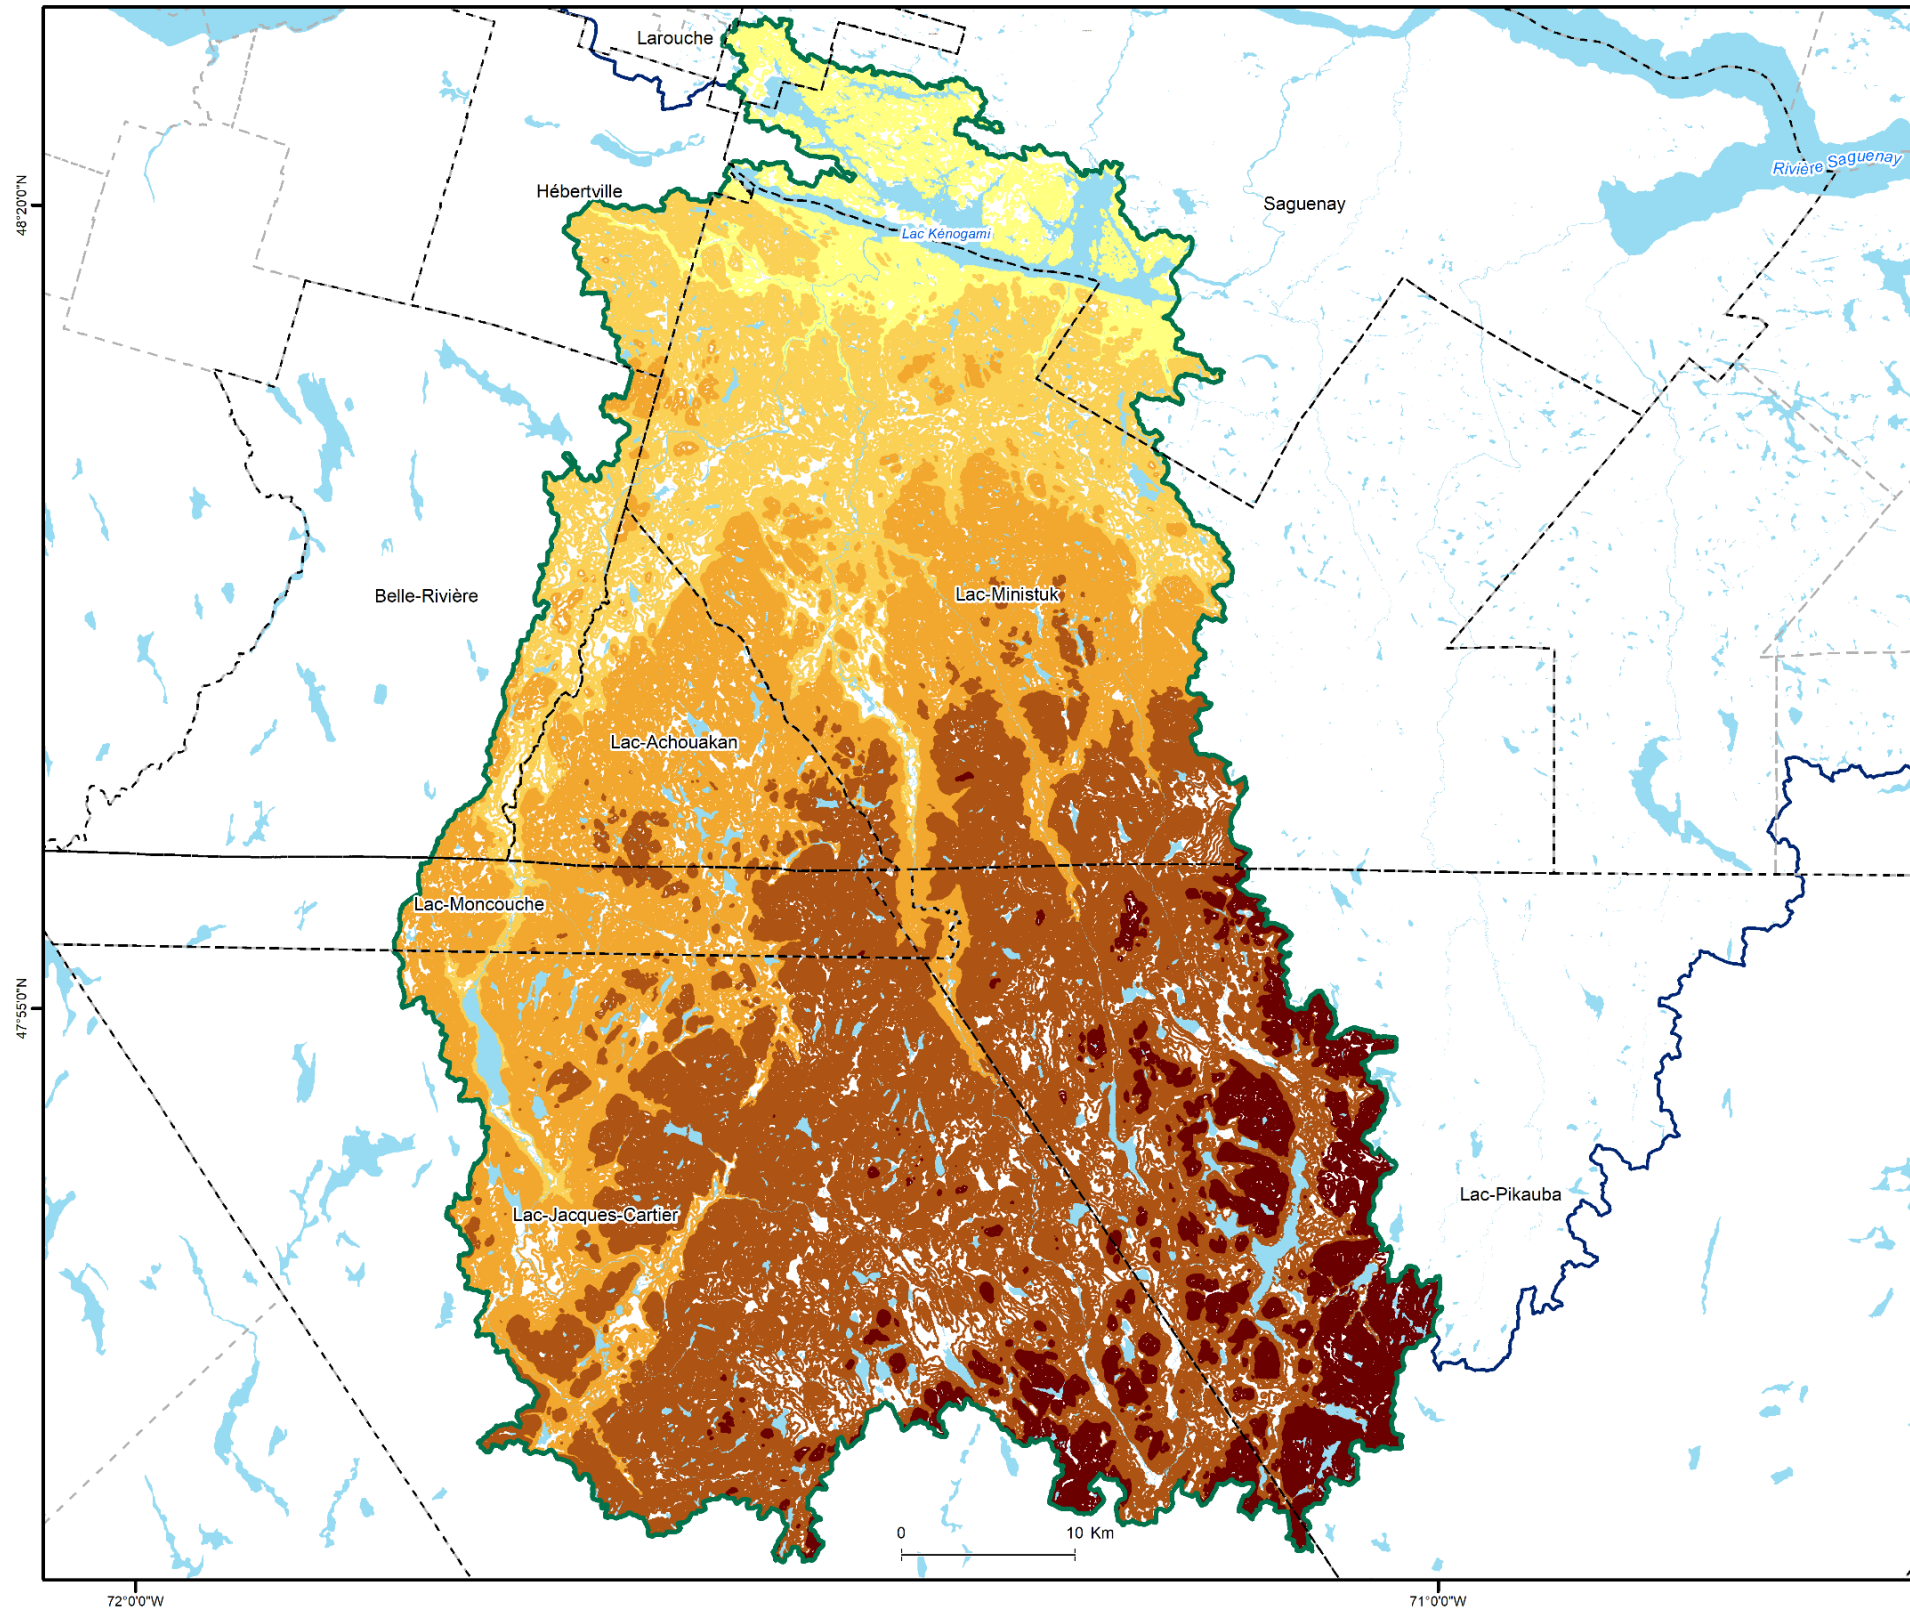 Larouche
Rivière Saguenay
Hébertville
Saguenay
48°20'0"N
Lac Kénogami
Belle-Rivière
Lac-Ministuk
Lac-Achouakan
Lac-Moncouche
47°55'0"N
Lac-Pikauba
Lac-Jacques-Cartier
0 10 Km
72°0'0"W 71°0'0"W